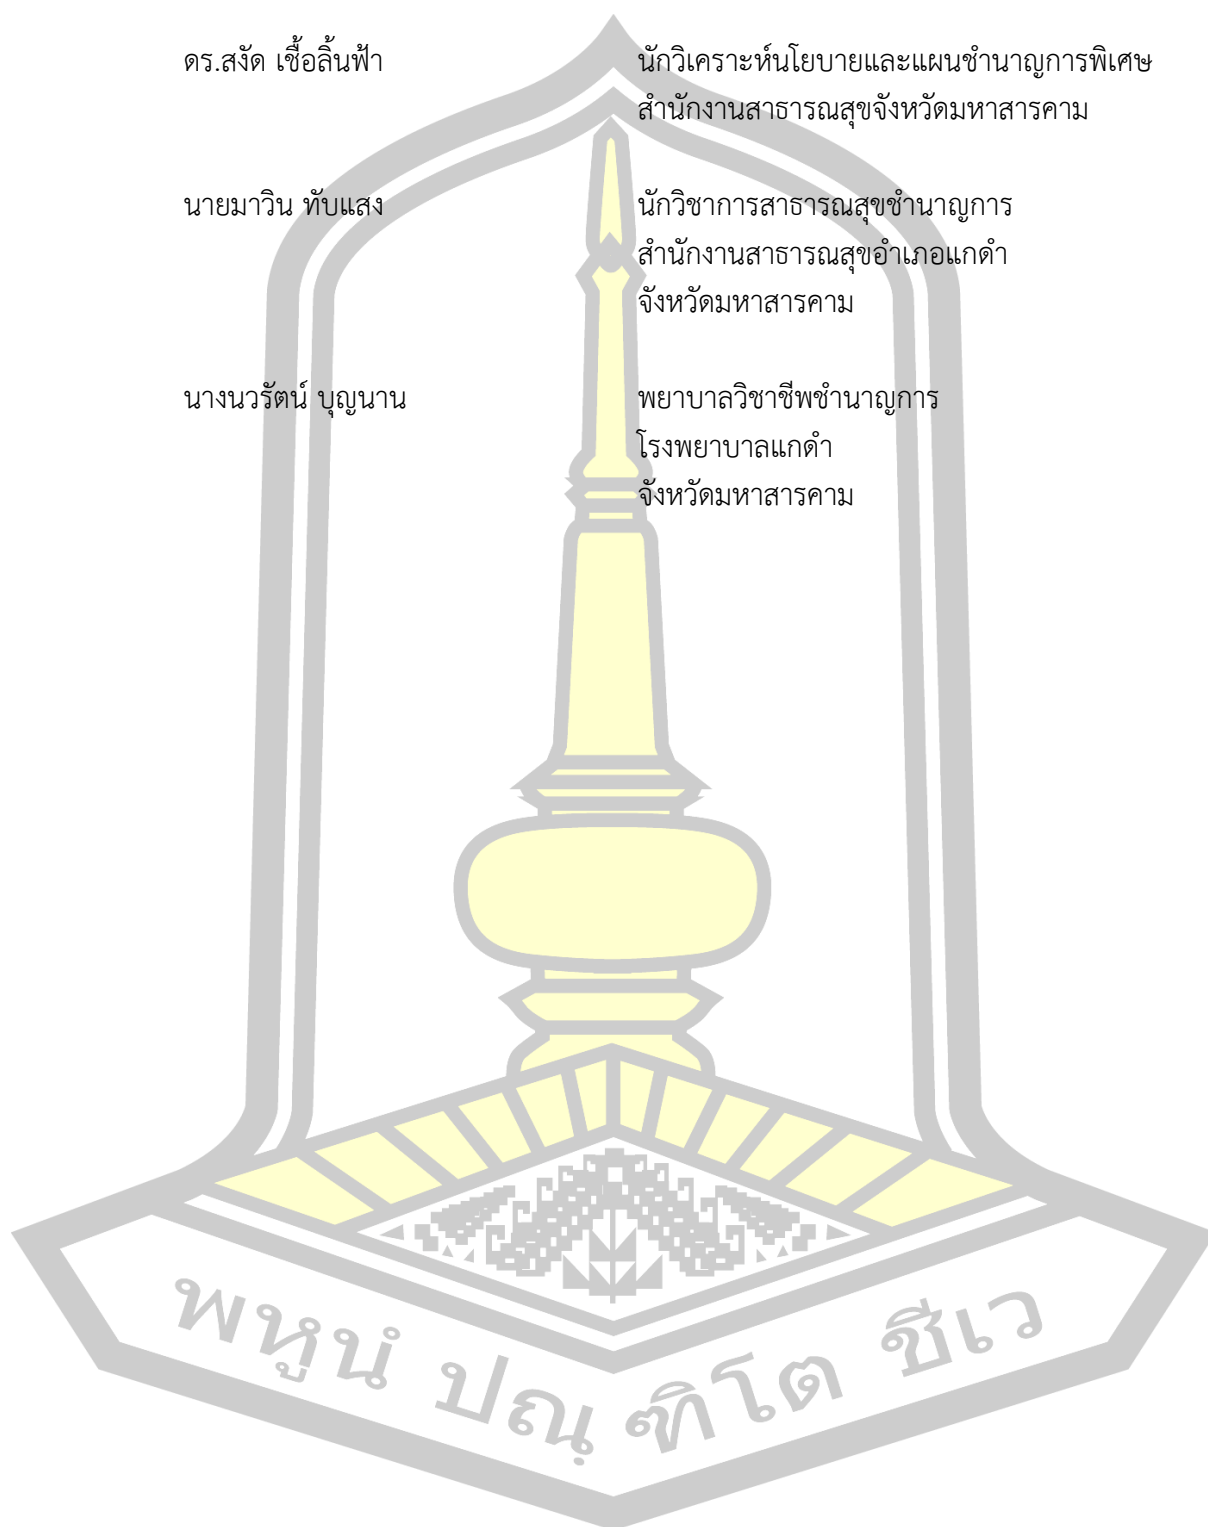 ดร.สงัด เชื้อลิ้นฟ้า นักวิเคราะห์นโยบายและแผนชำนาญการพิเศษ
สำนักงานสาธารณสุขจังหวัดมหาสารคาม
นายมาวิน ทับแสง นักวิชาการสาธารณสุขชำนาญการ
สำนักงานสาธารณสุขอำเภอแกดำ
จังหวัดมหาสารคาม
นางนวรัตน์ บุญนาน พยาบาลวิชาชีพชำนาญการ
โรงพยาบาลแกดำ
จังหวัดมหาสารคาม
พหูนํ ปณฺฑิโต ชีเว